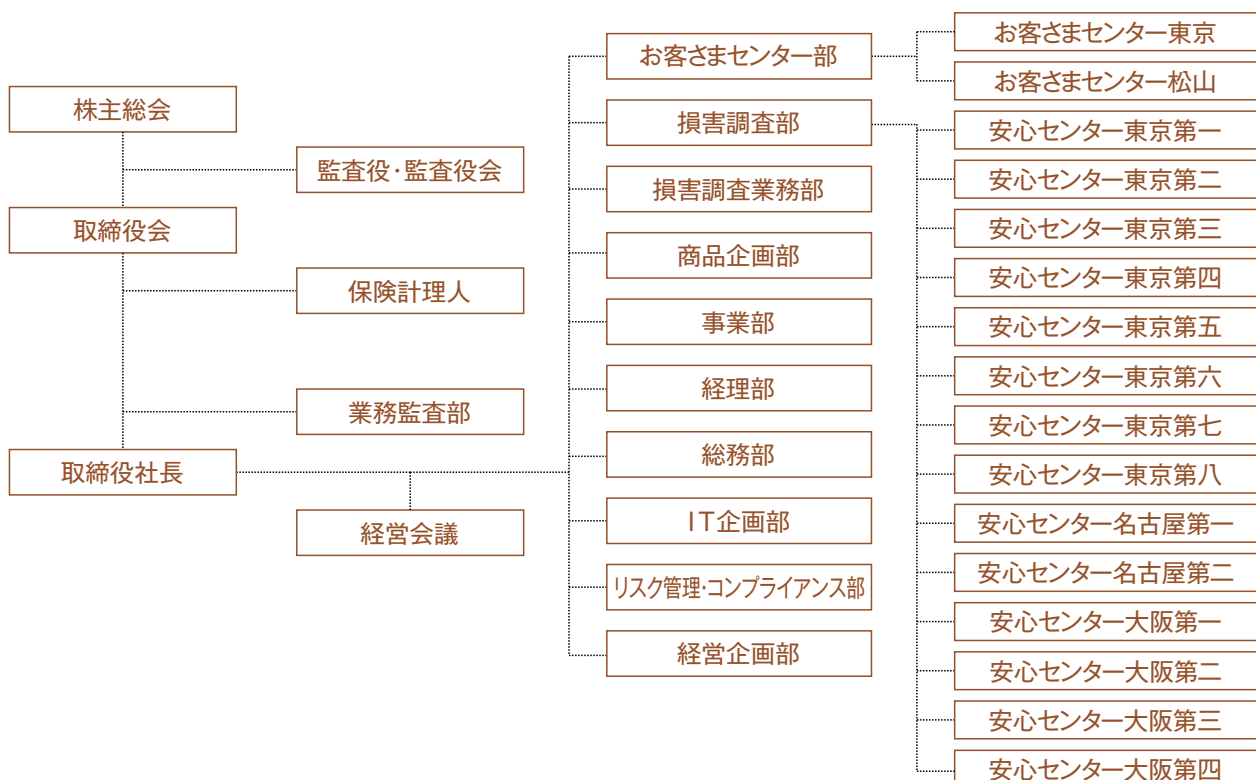 株主総会
監査役・監査役会
取締役会
保険計理人
業務監査部
取締役社長
経営会議
お客さまセンター部
損害調査部
損害調査業務部
商品企画部
事業部
経理部
総務部
IT企画部
リスク管理・コンプライアンス部
経営企画部
お客さまセンター東京
お客さまセンター松山
安心センター東京第一
安心センター東京第二
安心センター東京第三
安心センター東京第四
安心センター東京第五
安心センター東京第六
安心センター東京第七
安心センター東京第八
安心センター名古屋第一
安心センター名古屋第二
安心センター大阪第一
安心センター大阪第二
安心センター大阪第三
安心センター大阪第四